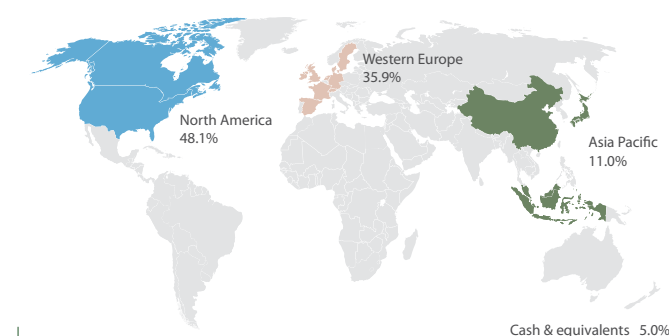 Western Europe
35.9%
North America
48.1%
Asia Pacific
11.0%
Cash & equivalents 5.0%